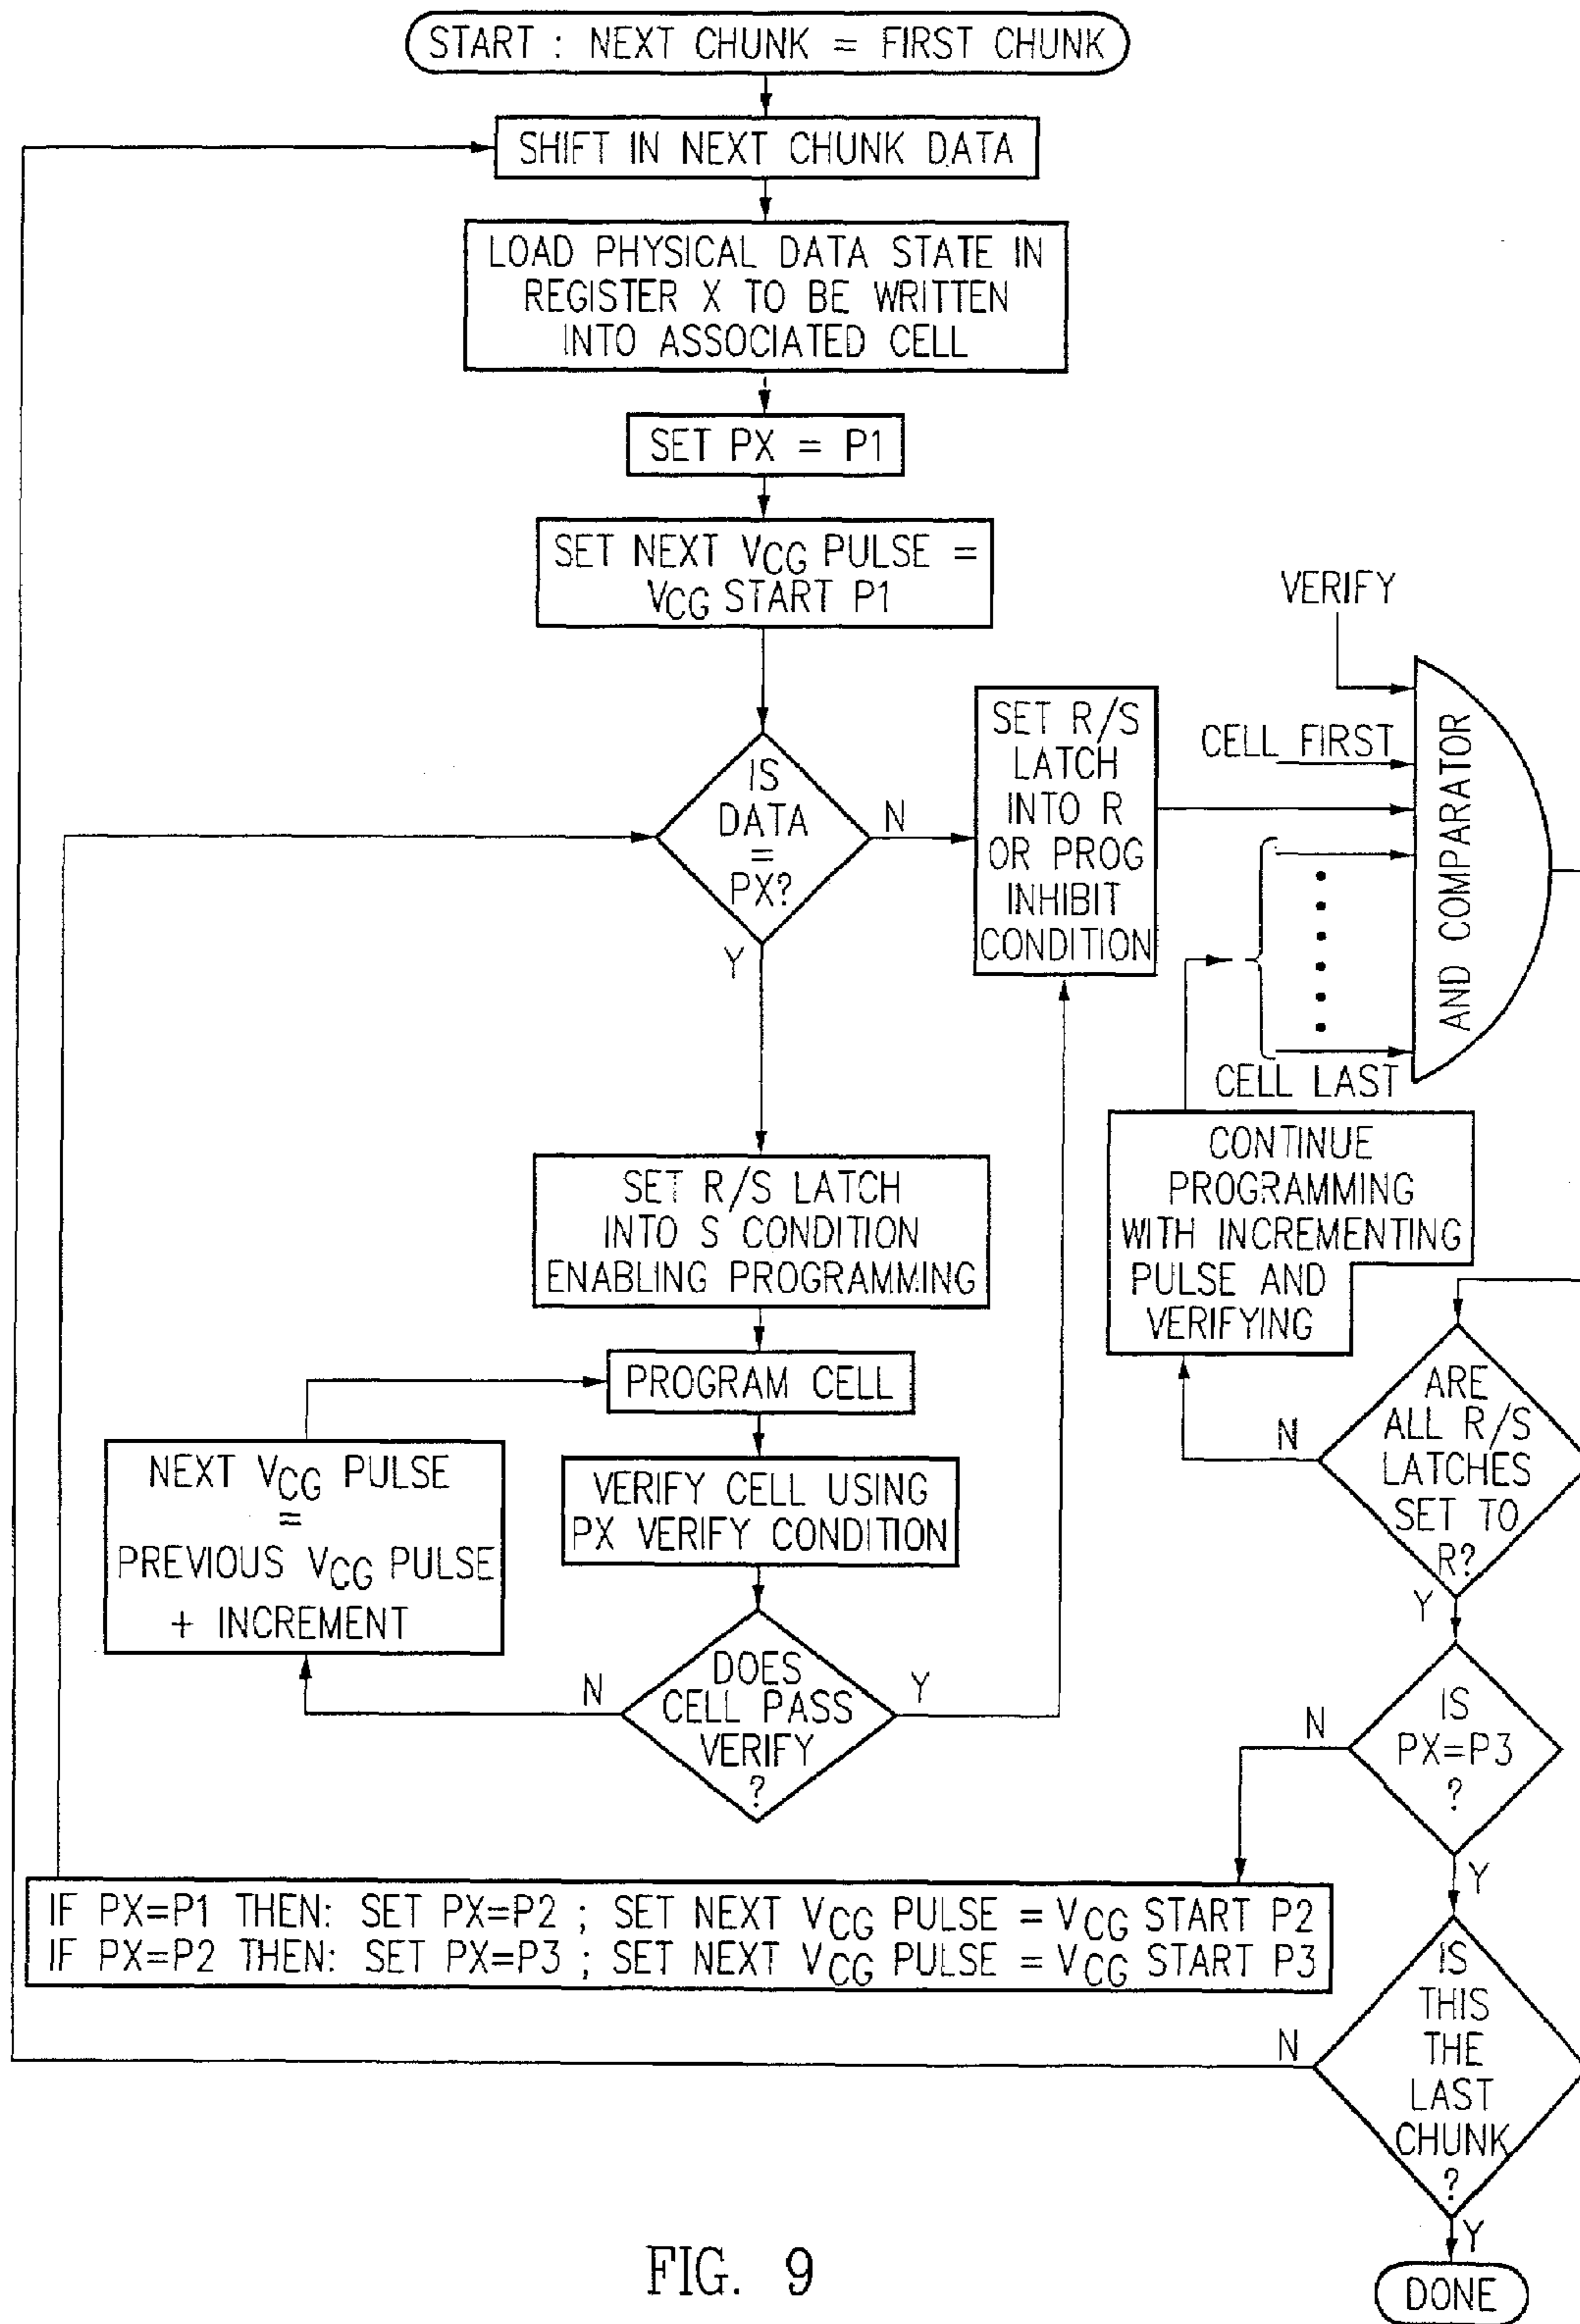 START : NEXT CHUNK = FIRST CHUNK
SHIFT IN NEXT CHUNK DATA
LOAD PHYSICAL DATA STATE IN
REGISTER X TO BE WRITTEN
INTO ASSOCIATED CELL
SET PX = P1
SET NEXT VCG PULSE =
VCG START P1
IS
DATA
=
PX?
N
Y
SET R/S
LATCH
INTO R
OR PROG
INHIBIT
CONDITION
VERIFY
CELL FIRST
CELL LAST
AND COMPARATOR
SET R/S LATCH
INTO S CONDITION
ENABLING PROGRAMMING
PROGRAM CELL
VERIFY CELL USING
PX VERIFY CONDITION
DOES
CELL PASS
VERIFY
?
N
Y
NEXT VCG PULSE
=
PREVIOUS VCG PULSE
+ INCREMENT
CONTINUE
PROGRAMMING
WITH INCREMENTING
PULSE AND
VERIFYING
ARE
ALL R/S
LATCHES
SET TO
R?
N
Y
IS
PX=P3
?
N
Y
IF PX=P1 THEN: SET PX=P2 ; SET NEXT VCG PULSE = VCG START P2
IF PX=P2 THEN: SET PX=P3 ; SET NEXT VCG PULSE = VCG START P3
IS
THIS
THE
LAST
CHUNK
?
N
Y
DONE
FIG. 9